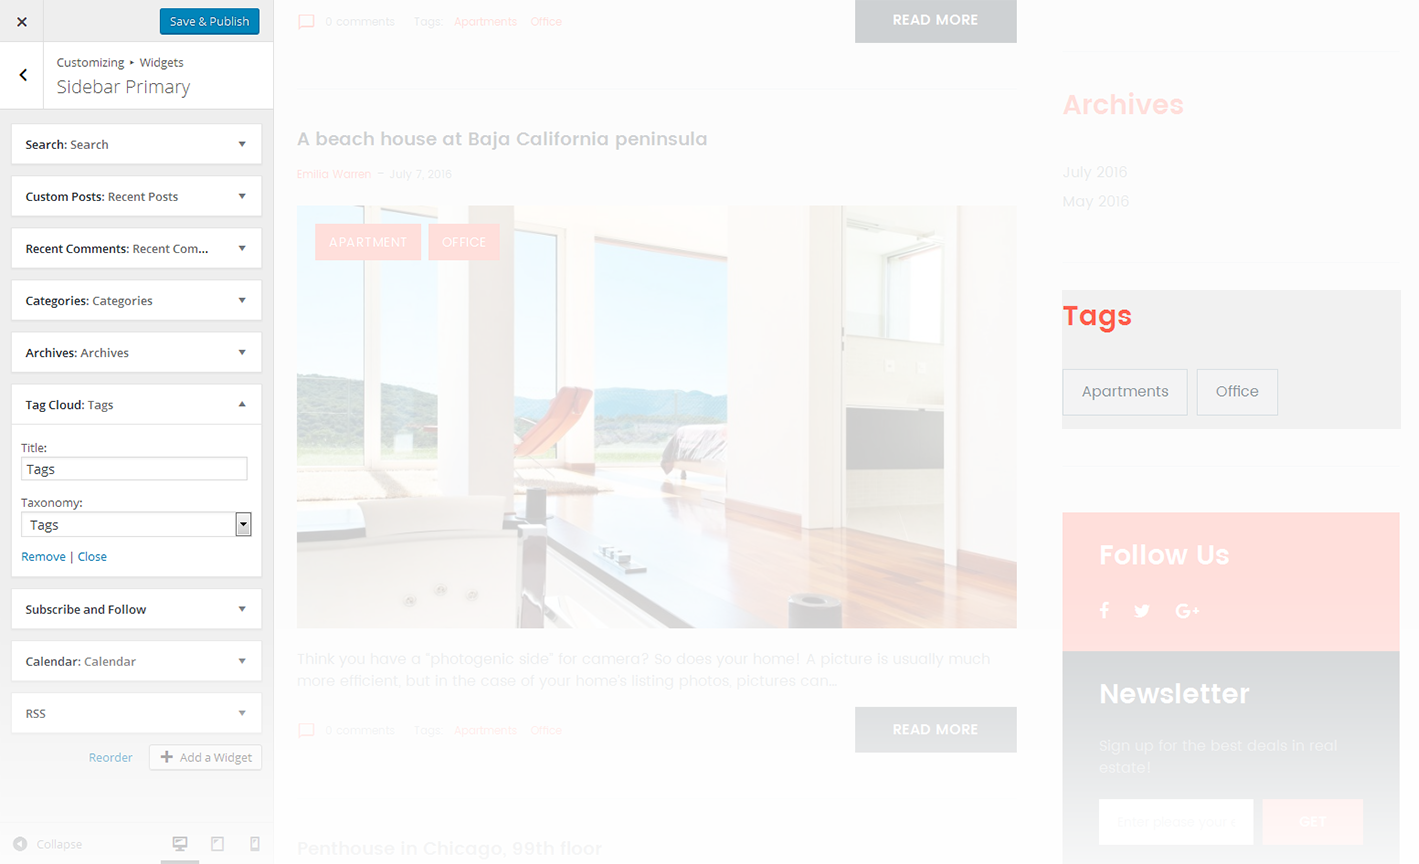 Save & Publish
Customizing ▸ Widgets
Sidebar Primary
Search: Search
Custom Posts: Recent Posts
Recent Comments: Recent Com...
Categories: Categories
Archives: Archives
Tag Cloud: Tags
Title:
Tags
Taxonomy:
Tags
Remove | Close
Subscribe and Follow
Calendar: Calendar
RSS
Reorder
Add a Widget
Collapse
0 comments Tags: Apartments Office
READ MORE
A beach house at Baja California peninsula
Emilia Warren – July 7, 2016
APARTMENT OFFICE
Think you have a “photogenic side” for camera? So does your home! A picture is usually much
more efficient, but in the case of your home's listing photos, pictures can...
0 comments Tags: Apartments Office
READ MORE
Penthouse in Chicago, 99th floor
Archives
July 2016
May 2016
Tags
Apartments Office
Follow Us
Newsletter
Sign up for the best deals in real
estate!
Enter please your e
GET